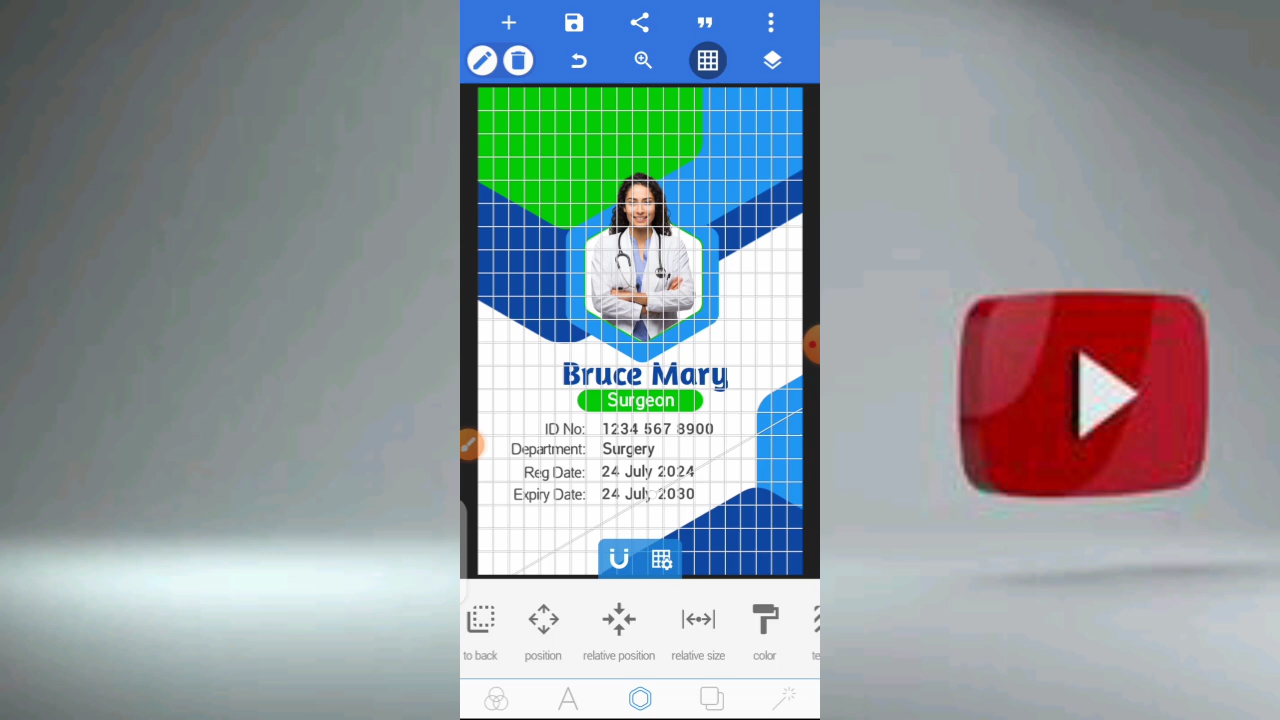 Bruce Mary
Surgeon
ID No: 1234 567 8900
Department: Surgery
Reg Date: 24 July 2024
Expiry Date: 24 July 2030
to back position relative position relative size color te